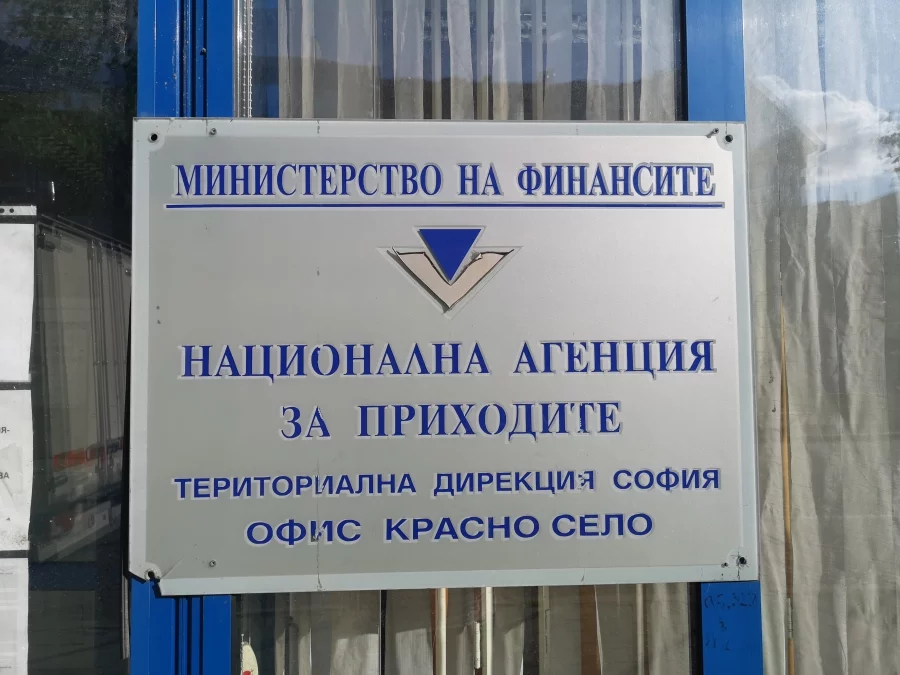 МИНИСТЕРСТВО НА ФИНАНСИТЕ
НАЦИОНАЛНА АГЕНЦИЯ
ЗА ПРИХОДИТЕ
ТЕРИТОРИАЛНА ДИРЕКЦИЯ СОФИЯ
ОФИС КРАСНО СЕЛО